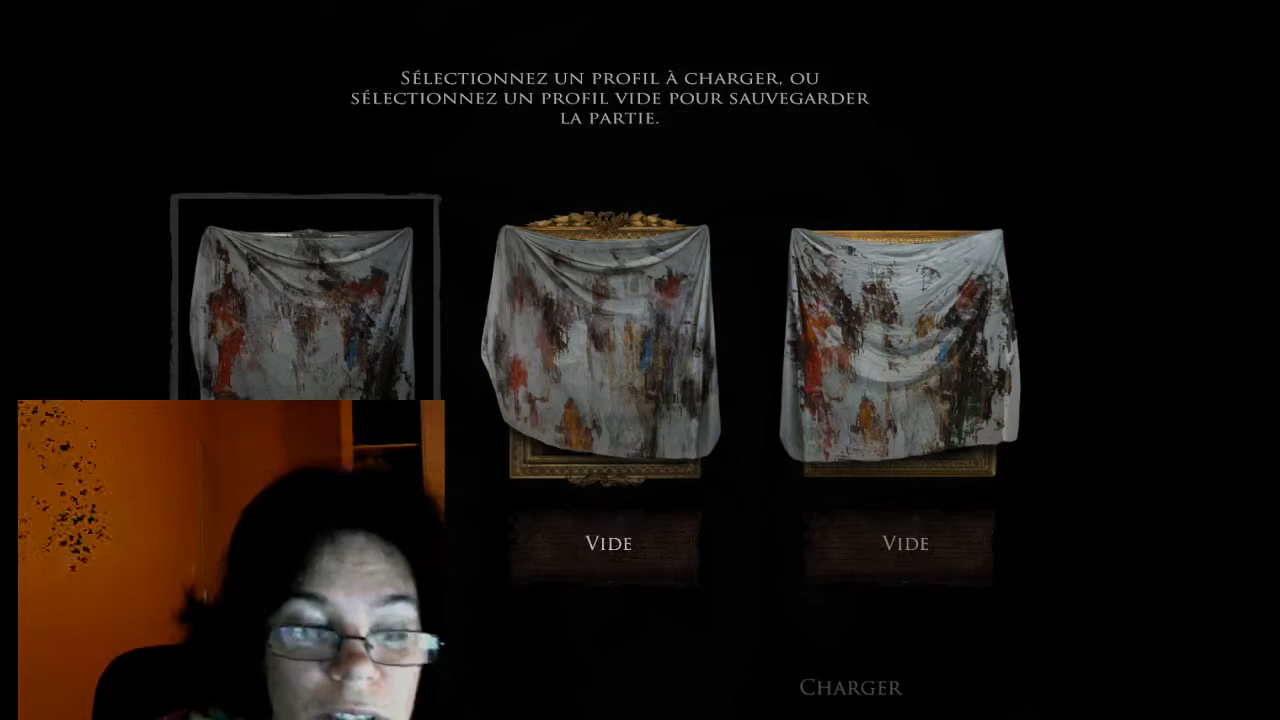 Sélectionnez un profil à charger, ou
sélectionnez un profil vide pour sauvegarder
la partie.
Vide
Vide
Charger